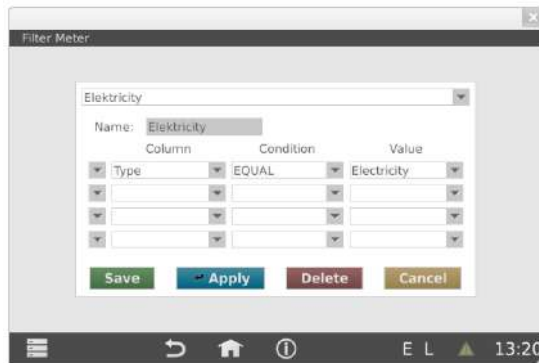 Filter Meter
Elektricity
Name: Elektricity
Column Condition Value
Type EQUAL Electricity
Save Apply Delete Cancel
E L 13:20